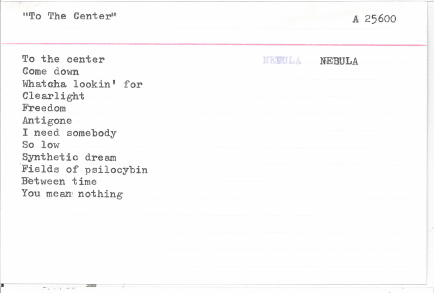 "To The Center"
A 25600
To the center NEBULA NEBULA
Come down
Whatcha lookin' for
Clearlight
Freedom
Antigone
I need somebody
So low
Synthetic dream
Fields of psilocybin
Between time
You mean nothing